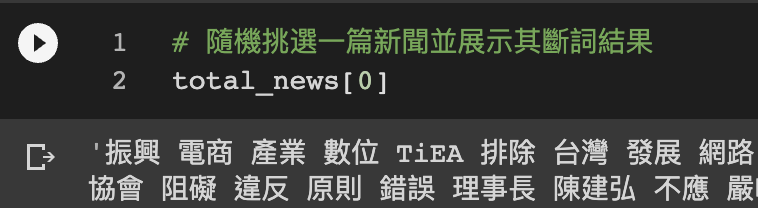 1 # 隨機挑選一篇新聞並展示其斷詞結果
2 total_news[0]
'振興 電商 產業 數位 TiEA 排除 台灣 發展 網路
協會 阻礙 違反 原則 錯誤 理事長 陳建弘 不應